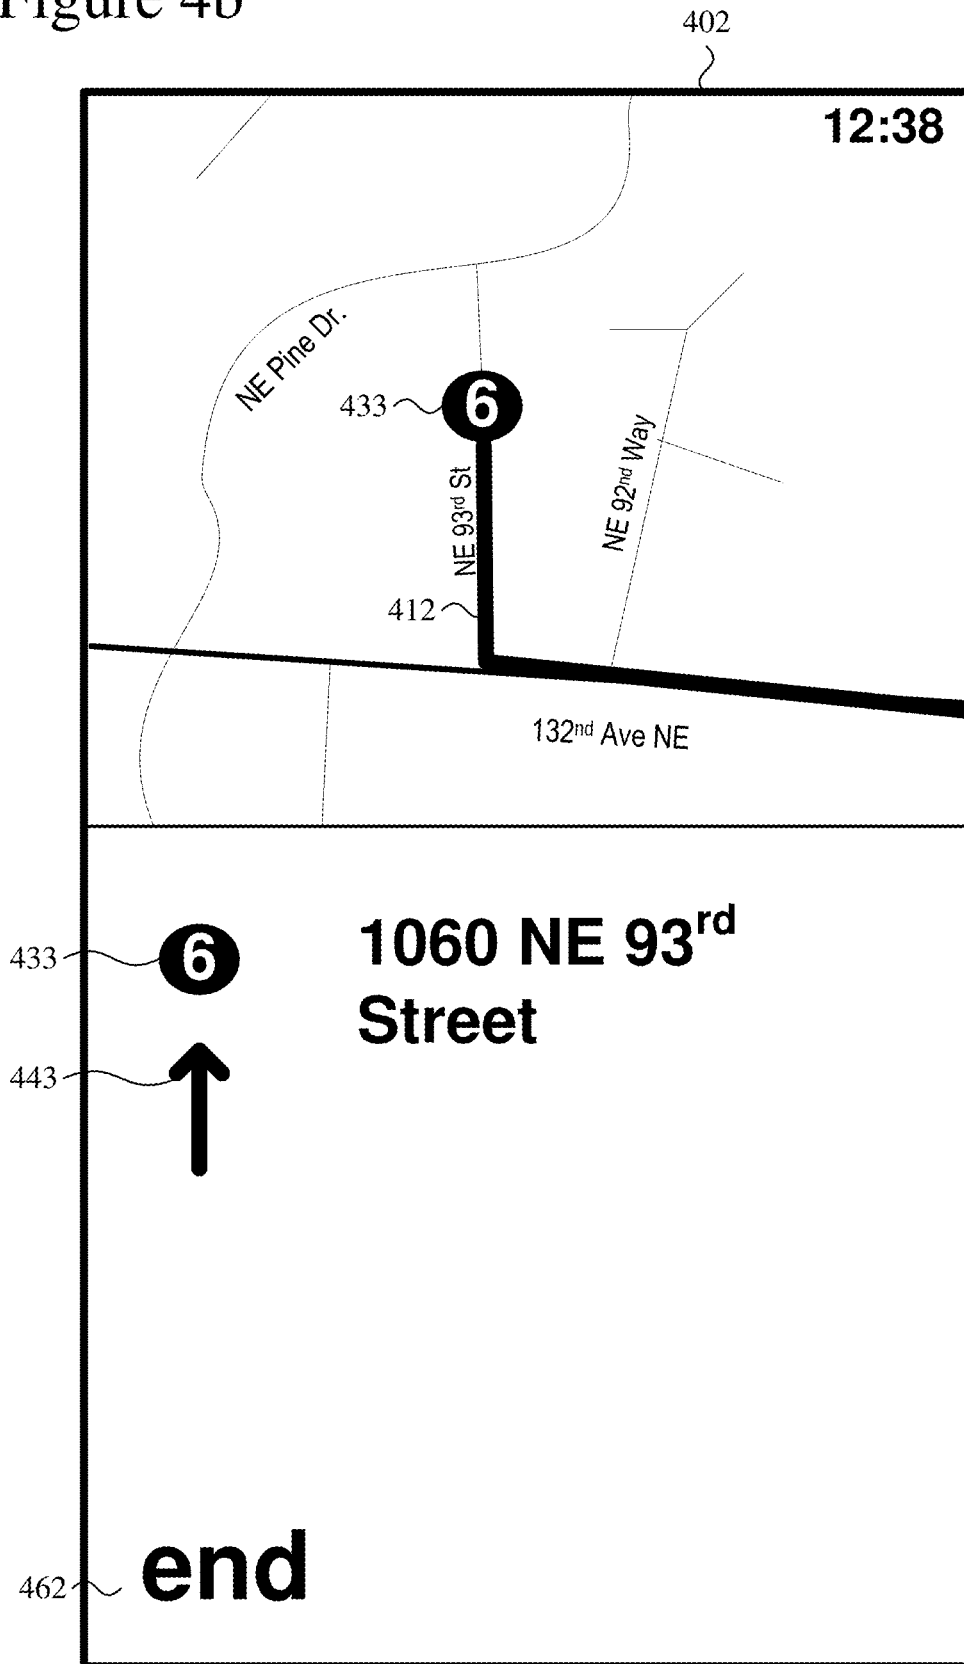 Figure 4b
402
12:38
NE Pine Dr.
433
6
NE 93rd St
NE 92nd Way
412
132nd Ave NE
433
6
1060 NE 93rd
Street
443
end
462